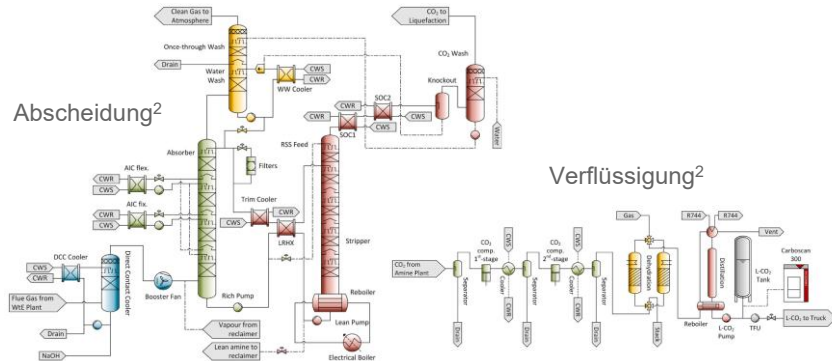 Clean Gas to
Atmosphere
CO₂ to
Liquefaction
Once-through Wash
CO₂ Wash
Drain
Water
Wash
CWS
CWR
WW Cooler
Knockout
SOC2
CWR
CWS
SOC1
CWS
Water
Abscheidung²
Absorber
RSS Feed
Filters
AIC flex.
CWR
CWS
Trim Cooler
CWR
CWS
LRHX
AIC fix.
CWR
CWS
Stripper
DCC Cooler
CWS
CWR
Direct Contact
Cooler
Flue Gas from
WtE Plant
Booster Fan
Rich Pump
Reboiler
Lean Pump
Drain
NaOH
Vapour from
reclaimer
Lean amine to
reclaimer
Electrical Boiler
Verflüssigung²
Gas
R744
R744
Vent
Carboscan
300
CO₂ from
Amine Plant
CO₂
comp.
1st-stage
CWS
CO₂
comp.
2nd-stage
CWS
Separator
Cooler
Separator
Cooler
Separator
Dehydration
Distillation
L-CO₂
Tank
CWR
CWR
Drain
Drain
Drain
Stack
Reboiler
L-CO₂
Pump
TFU
L-CO₂ to Truck